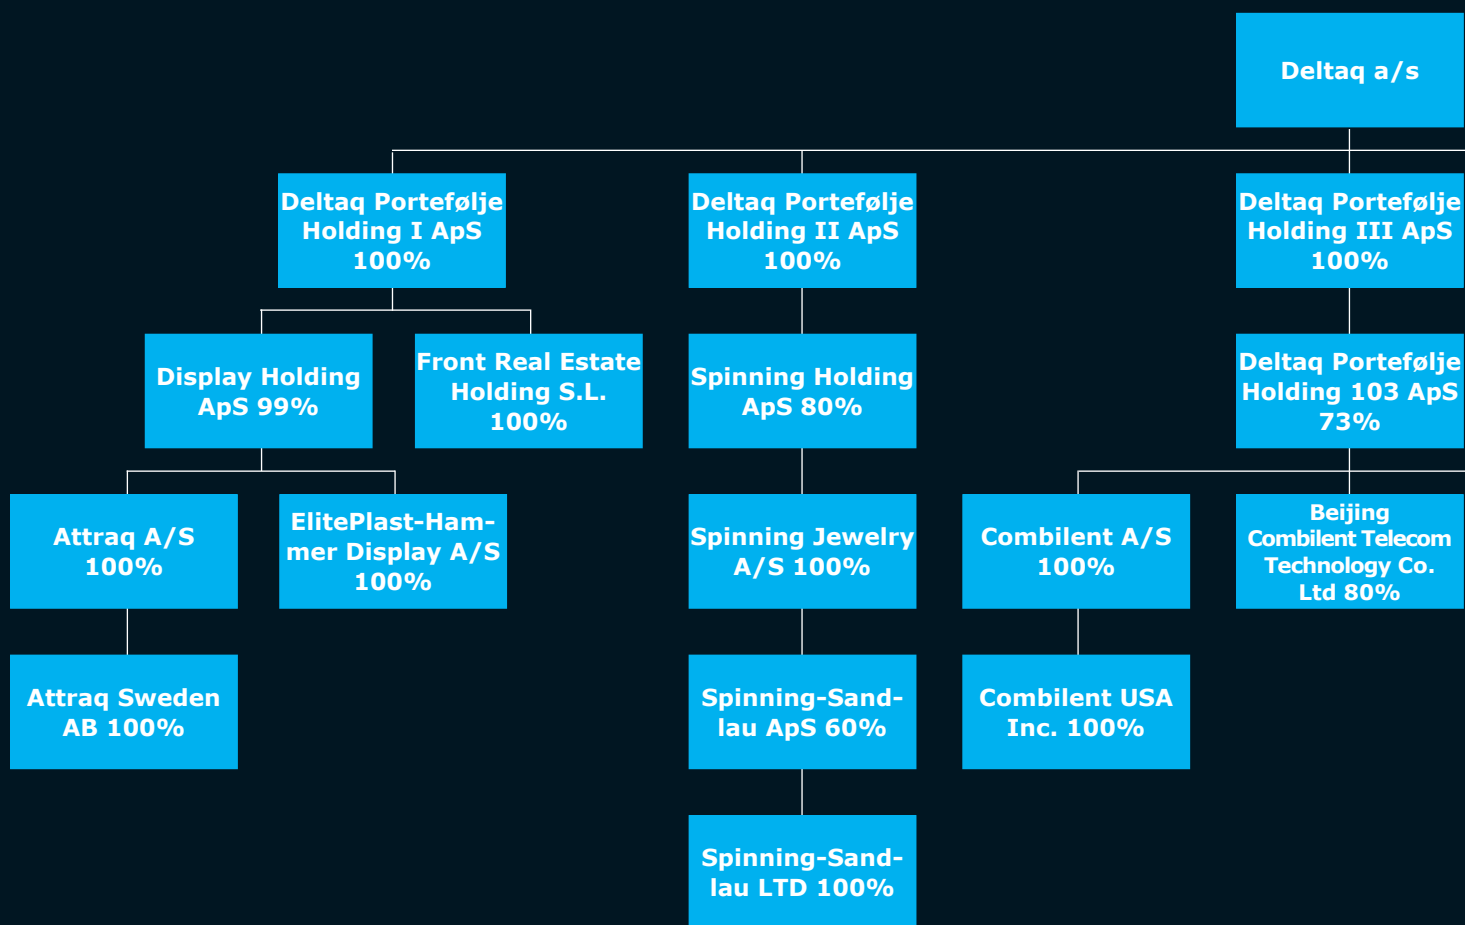 Deltaq a/s
Deltaq Portefølje
Holding I ApS
100%
Deltaq Portefølje
Holding II ApS
100%
Deltaq Portefølje
Holding III ApS
100%
Display Holding
ApS 99%
Front Real Estate
Holding S.L.
100%
Spinning Holding
ApS 80%
Deltaq Portefølje
Holding 103 ApS
73%
Attraq A/S
100%
ElitePlast-Ham-
mer Display A/S
100%
Spinning Jewelry
A/S 100%
Combilent A/S
100%
Beijing
Combilent Telecom
Technology Co.
Ltd 80%
Attraq Sweden
AB 100%
Spinning-Sand-
lau ApS 60%
Combilent USA
Inc. 100%
Spinning-Sand-
lau LTD 100%